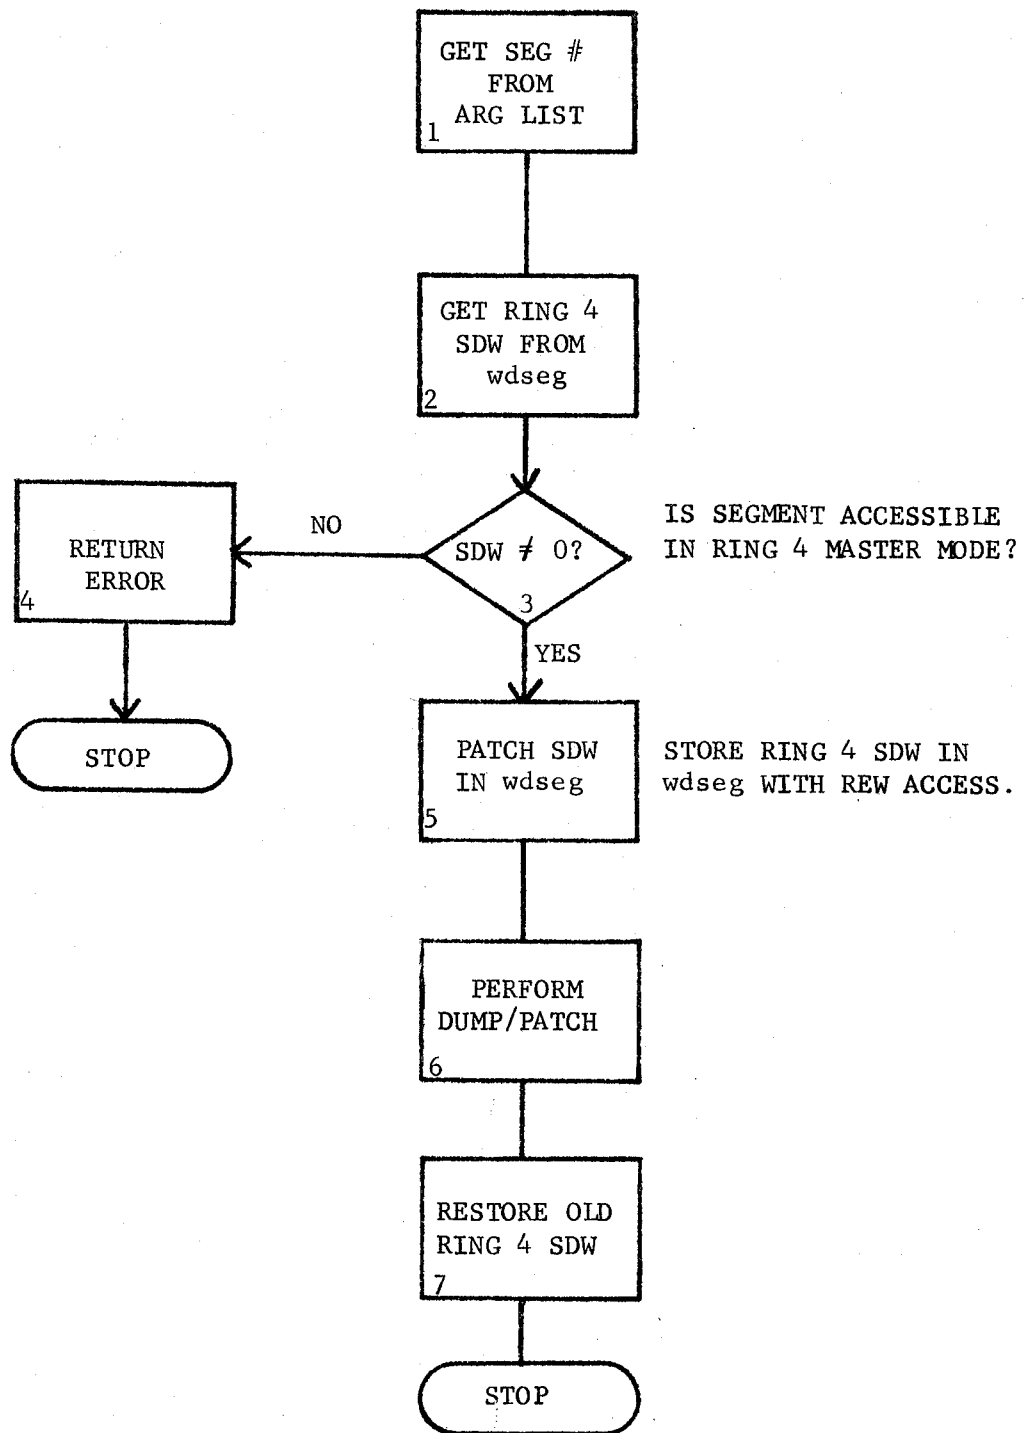 GET SEG #
FROM
ARG LIST
1
GET RING 4
SDW FROM
wdseg
2
SDW ≠ 0?
3
IS SEGMENT ACCESSIBLE
IN RING 4 MASTER MODE?
NO
RETURN
ERROR
4
STOP
YES
PATCH SDW
IN wdseg
5
STORE RING 4 SDW IN
wdseg WITH REW ACCESS.
PERFORM
DUMP/PATCH
6
RESTORE OLD
RING 4 SDW
7
STOP